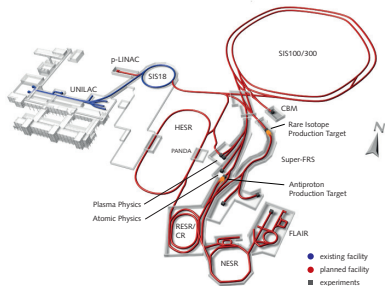 SIS100/300
p-LINAC
SIS18
UNILAC
CBM
HESR
Rare Isotope
Production Target
PANDA
Super-FRS
Plasma Physics
Antiproton
Production Target
Atomic Physics
RESR/
CR
FLAIR
NESR
existing facility
planned facility
experiments
N